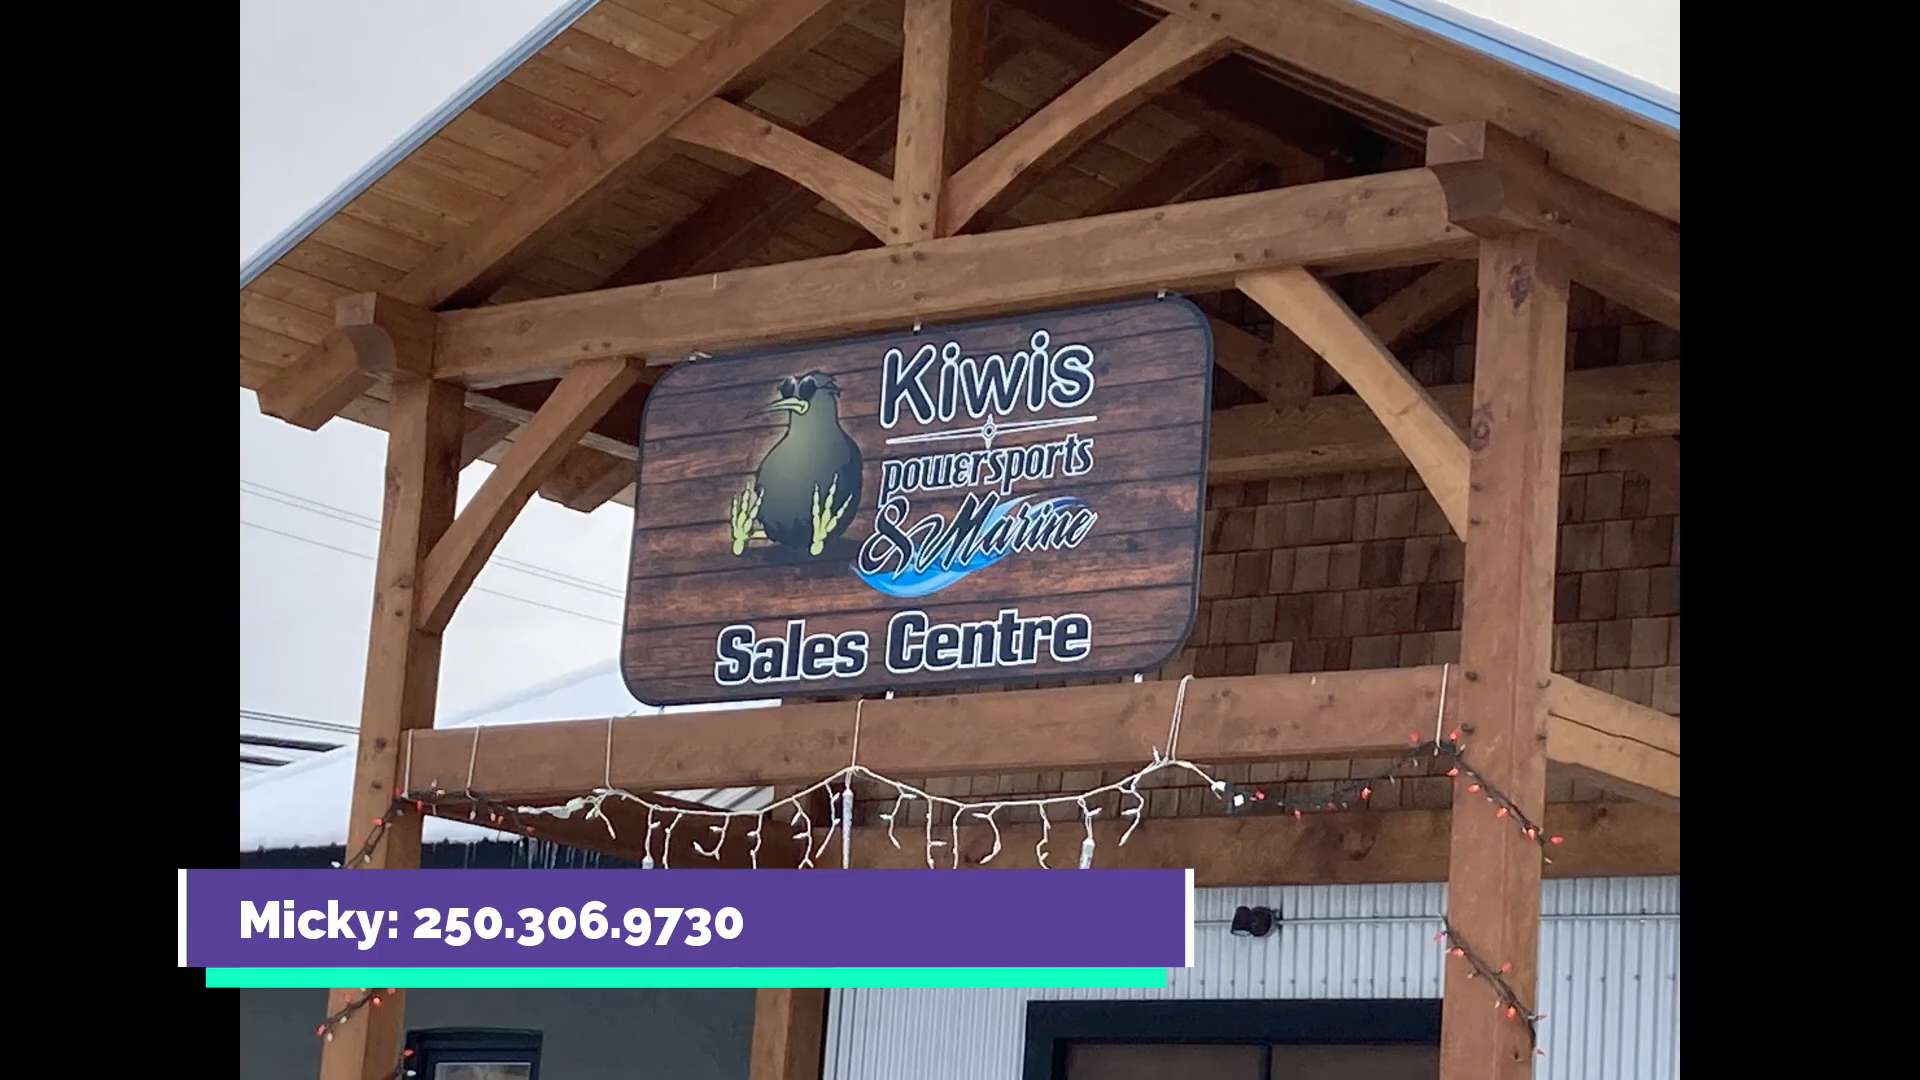 Kiwis
powersports
& Marine
Sales Centre
Micky: 250.306.9730